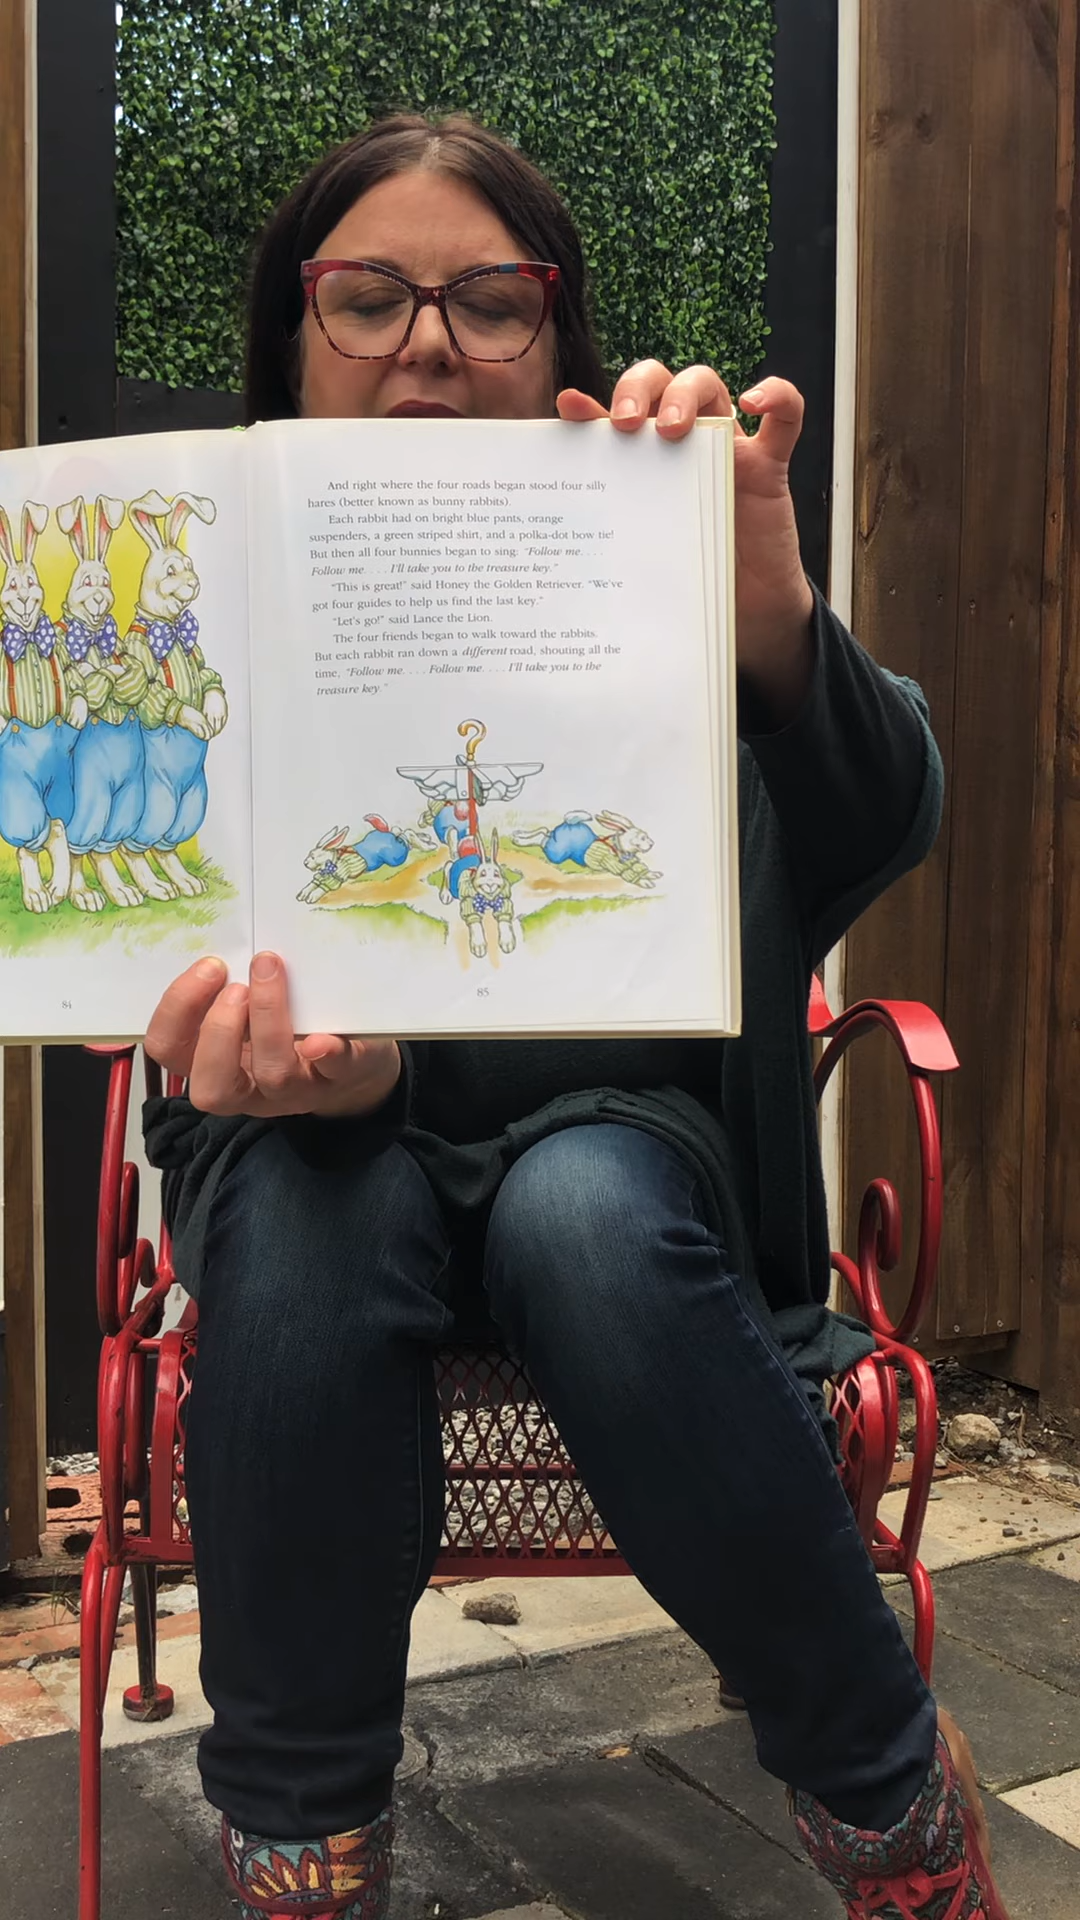 And right where the four roads began stood four silly
hares (better known as bunny rabbits).
Each rabbit had on bright blue pants, orange
suspenders, a green striped shirt, and a polka-dot bow tie!
But then all four bunnies began to sing: "Follow me. . . .
Follow me. . . . I'll take you to the treasure key."
"This is great!" said Honey the Golden Retriever. "We've
got four guides to help us find the last key."
"Let's go!" said Lance the Lion.
The four friends began to walk toward the rabbits.
But each rabbit ran down a different road, shouting all the
time, "Follow me. . . . Follow me. . . . I'll take you to the
treasure key."
?
84
85